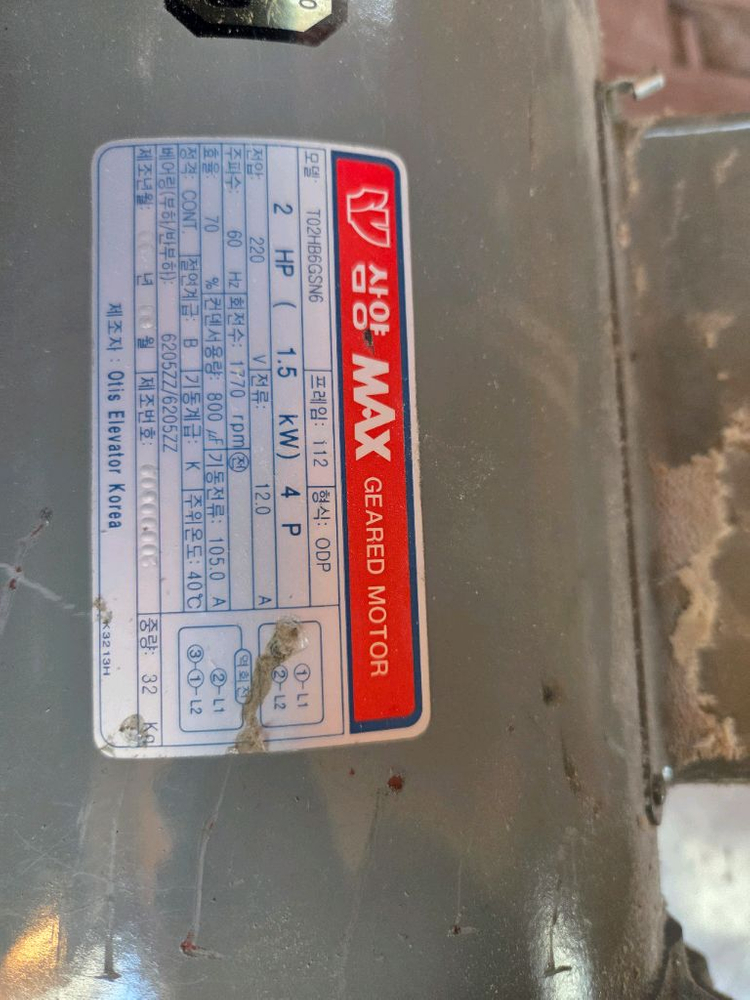 삼양 MAX GEARED MOTOR
모델: T02HB6GSN6 프레임: 112 형식: ODP
2 HP ( 1.5 kW) 4 P
전압: 220 V 전류: 12.0 A
주파수: 60 Hz 회전수: 1770 rpm
효율: 70 % 컨덴서용량: 800 μF 기동전류: 105.0 A
정격: CONT. 절연계급: B 기동계급: K 주위온도: 40℃
베어링(부하/반부하): 6205ZZ/6205ZZ
제조년월: 년 월 제조번호: 중량: 32 Kg
제조자 : Otis Elevator Korea
K3213H
①-L1
②-L2
역회전
②-L1
③-①-L2